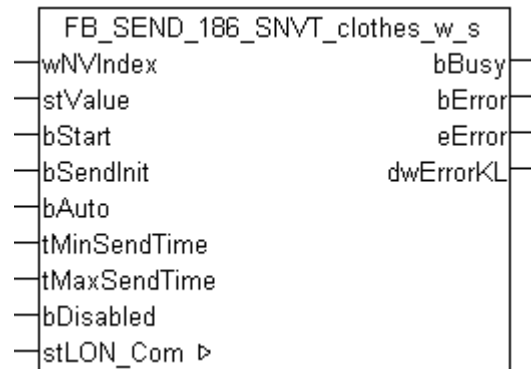 FB_SEND_186_SNVT_clothes_w_s
wNVIndex bBusy
stValue bError
bStart eError
bSendInit dwErrorKL
bAuto
tMinSendTime
tMaxSendTime
bDisabled
stLON_Com ▷